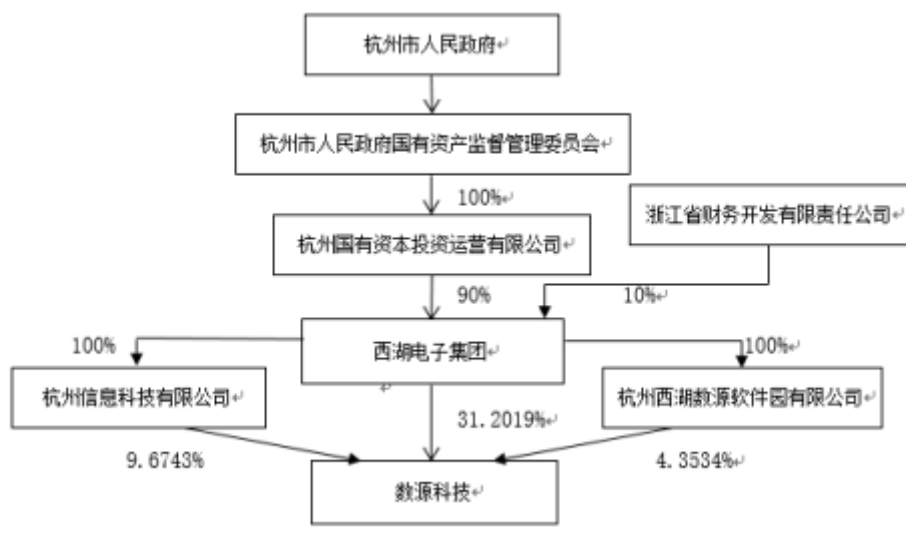 杭州市人民政府↵
杭州市人民政府国有资产监督管理委员会↵
100%↵
浙江省财务开发有限责任公司↵
杭州国有资本投资运营有限公司↵
90%
10%↵
西湖电子集团↵
100%
100%↵
杭州信息科技有限公司↵
杭州西湖数源软件园有限公司↵
31.2019%↵
9.6743%
4.3534%↵
数源科技↵